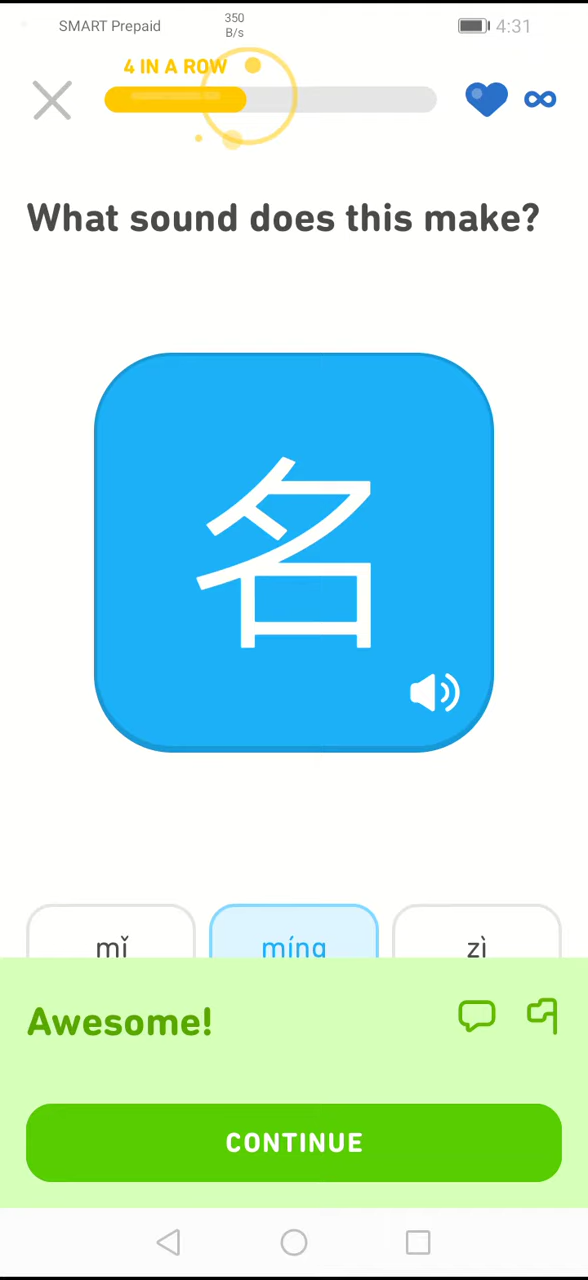 SMART Prepaid
350
B/s
4:31
4 IN A ROW
What sound does this make?
名
mǐ
míng
zì
Awesome!
CONTINUE